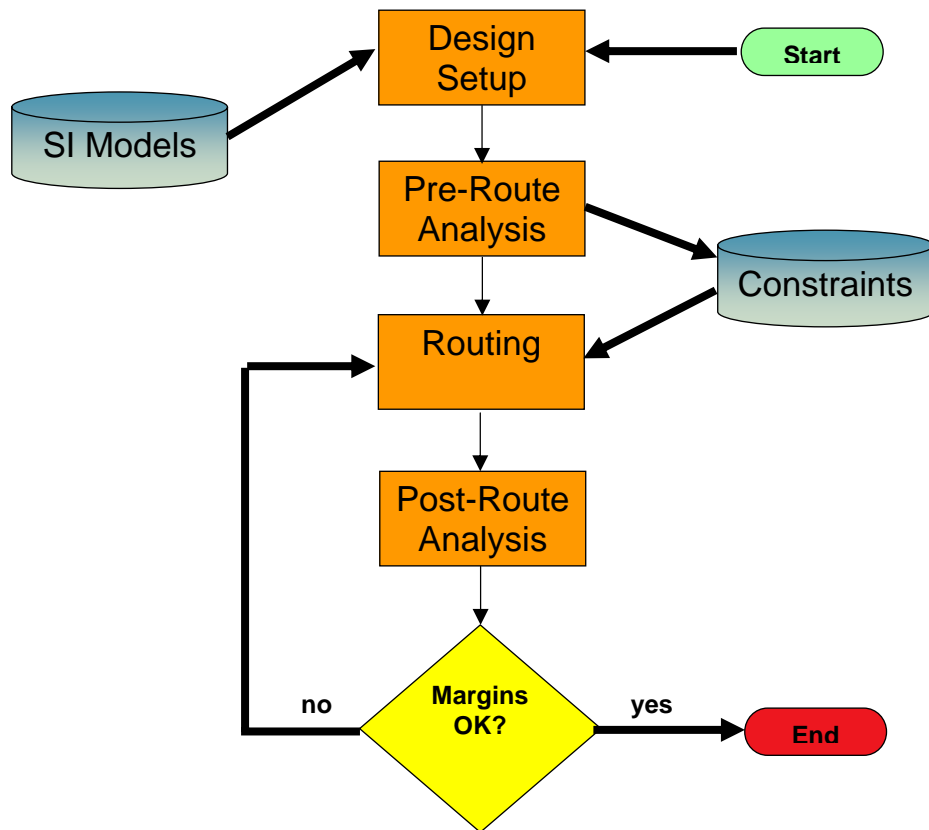 Design
Setup
Start
SI Models
Pre-Route
Analysis
Constraints
Routing
Post-Route
Analysis
Margins
OK?
no
yes
End